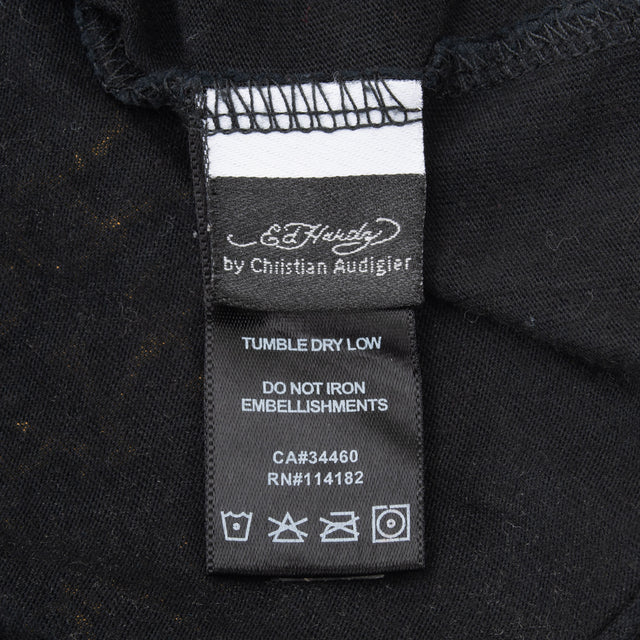 Ed Hardy
by Christian Audigier
TUMBLE DRY LOW
DO NOT IRON
EMBELLISHMENTS
CA#34460
RN#114182